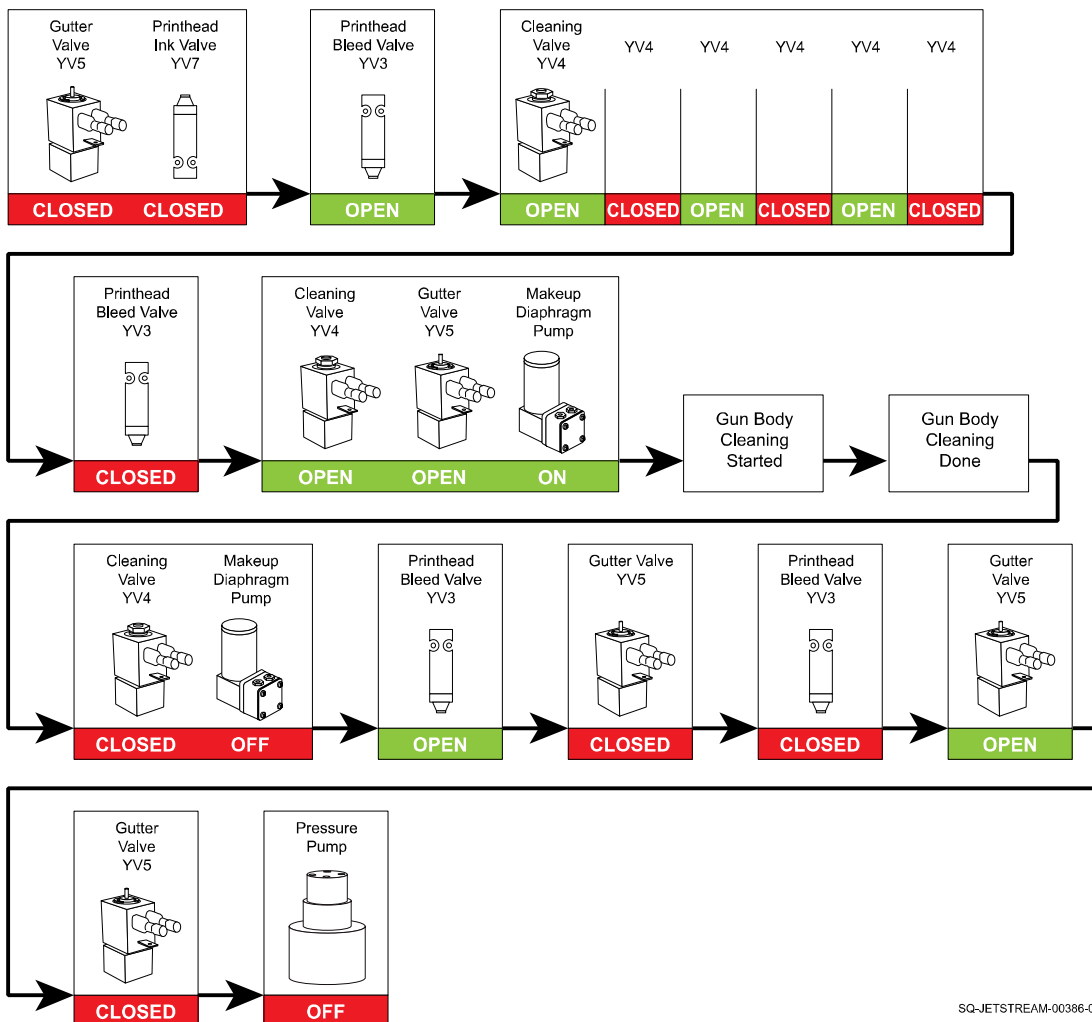 Gutter
Valve
YV5
Printhead
Ink Valve
YV7
CLOSED
CLOSED
Printhead
Bleed Valve
YV3
OPEN
Cleaning
Valve
YV4
YV4
YV4
YV4
YV4
YV4
OPEN
CLOSED
OPEN
CLOSED
OPEN
CLOSED
Printhead
Bleed Valve
YV3
CLOSED
Cleaning
Valve
YV4
Gutter
Valve
YV5
Makeup
Diaphragm
Pump
OPEN
OPEN
ON
Gun Body
Cleaning
Started
Gun Body
Cleaning
Done
Cleaning
Valve
YV4
Makeup
Diaphragm
Pump
CLOSED
OFF
Printhead
Bleed Valve
YV3
OPEN
Gutter Valve
YV5
CLOSED
Printhead
Bleed Valve
YV3
CLOSED
Gutter
Valve
YV5
OPEN
Gutter
Valve
YV5
CLOSED
Pressure
Pump
OFF
SQ-JETSTREAM-00386-0